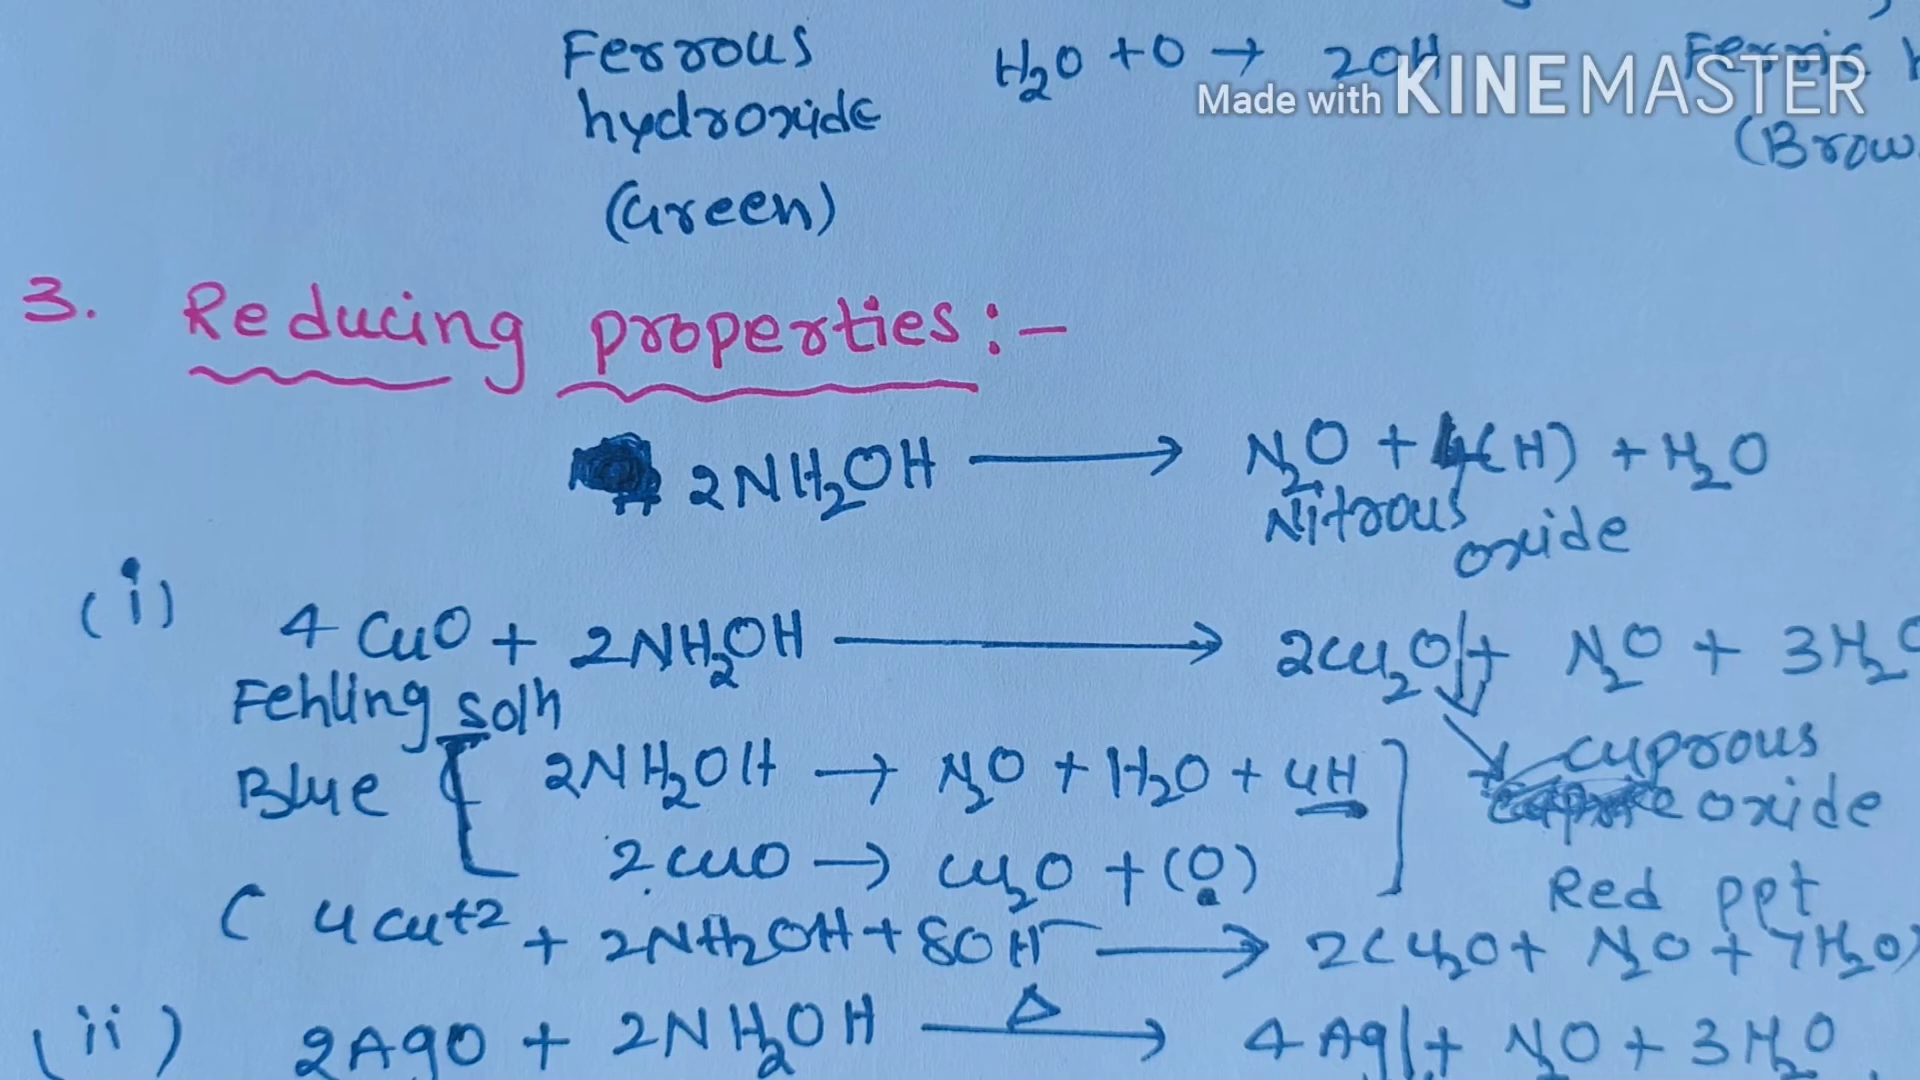 Ferrous H₂O + O → 2OH Ferric
Made with KINEMASTER
hydroxide (Brow
(Green)
3. Reducing properties:-
2NH₂OH → N₂O + 4(H) + H₂O
Nitrous oxide
(i) 4CuO + 2NH₂OH → 2Cu₂O↓ + N₂O + 3H₂O
Fehling soln
Blue [ 2NH₂OH → N₂O + H₂O + 4H ] cuprous
2CuO → Cu₂O + (O) oxide
Red ppt
( 4Cu+2 + 2NH₂OH + 8OH⁻ → 2Cu₂O + N₂O + 7H₂O)
(ii) 2AgO + 2NH₂OH Δ→ 4Ag↓ + N₂O + 3H₂O